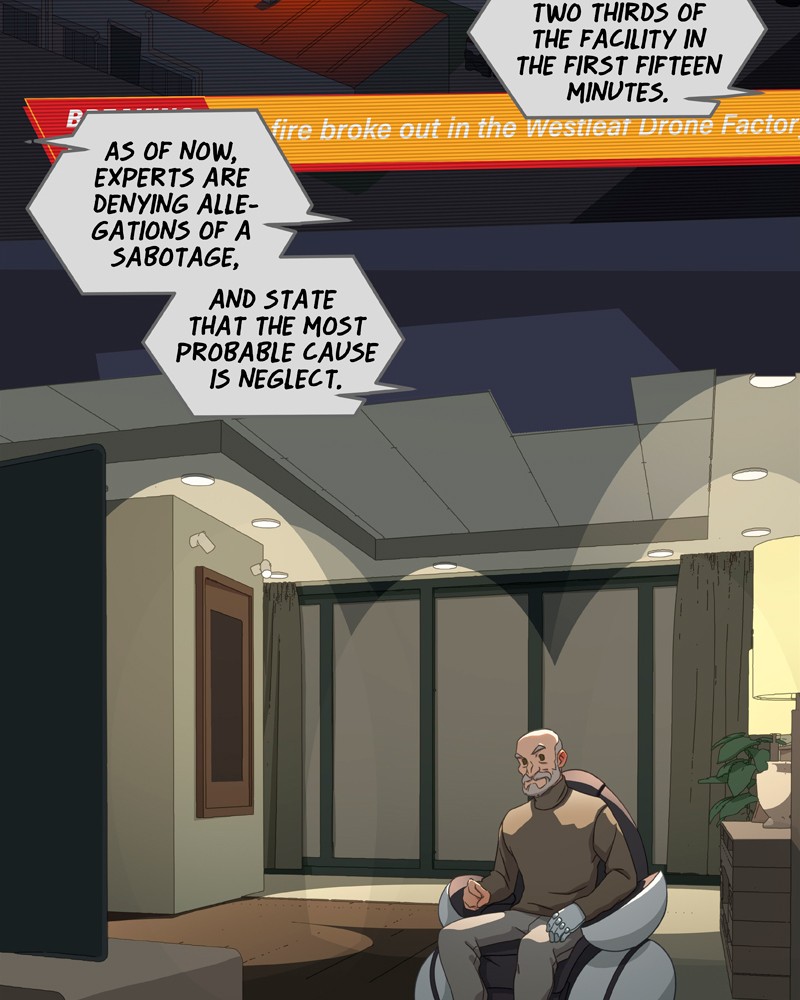 TWO THIRDS OF
THE FACILITY IN
THE FIRST FIFTEEN
MINUTES.
BREAKING
fire broke out in the Westleaf Drone Factor
AS OF NOW,
EXPERTS ARE
DENYING ALLE-
GATIONS OF A
SABOTAGE,
AND STATE
THAT THE MOST
PROBABLE CAUSE
IS NEGLECT.